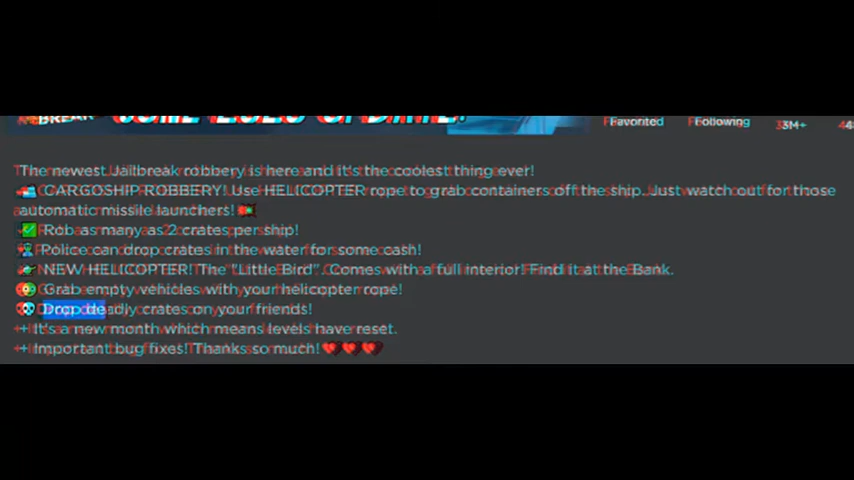 BREAK
Favorited Following 33M+
The newest Jailbreak robbery is here and it's the coolest thing ever!
CARGOSHIP ROBBERY! Use HELICOPTER rope to grab containers off the ship. Just watch out for those
automatic missile launchers!
Rob as many as 2 crates per ship!
Police can drop crates in the water for some cash!
NEW HELICOPTER! The "Little Bird". Comes with a full interior! Find it at the Bank.
Grab empty vehicles with your helicopter rope!
Drop deadly crates on your friends!
+ It's a new month which means levels have reset.
+ Important bug fixes! Thanks so much!